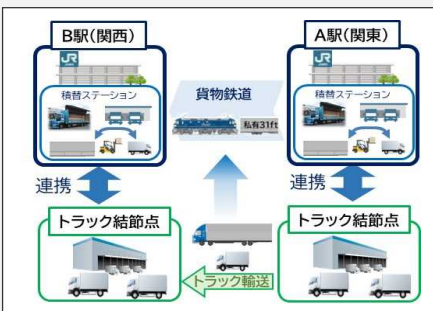 B駅(関西)
A駅(関東)
JR
積替ステーション
貨物鉄道
私有31ft
JR
積替ステーション
連携
連携
トラック結節点
トラック輸送
トラック結節点